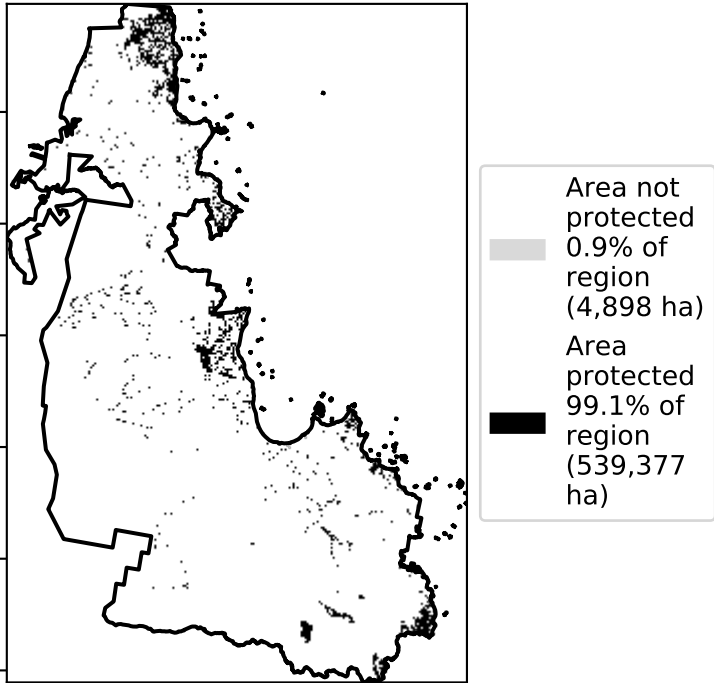 Area not
protected
0.9% of
region
(4,898 ha)
Area
protected
99.1% of
region
(539,377
ha)